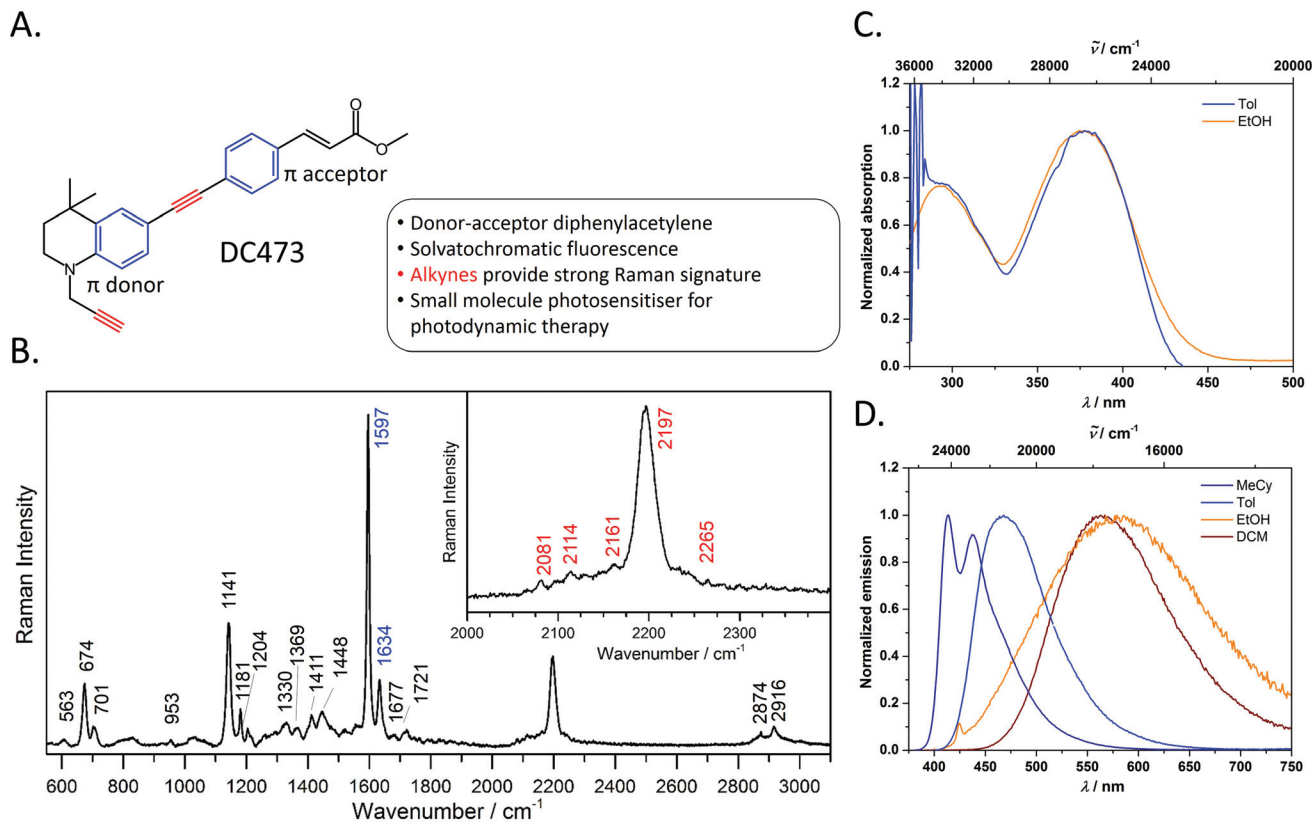 A.
O
O
π acceptor
DC473
N
π donor
• Donor-acceptor diphenylacetylene
• Solvatochromatic fluorescence
• Alkynes provide strong Raman signature
• Small molecule photosensitiser for
photodynamic therapy
B.
Raman Intensity
563
674
701
953
1141
1181
1204
1330
1369
1411
1448
1597
1634
1677
1721
2874
2916
600 800 1000 1200 1400 1600 1800 2000 2200 2400 2600 2800 3000
Wavenumber / cm-1
Raman Intensity
2081
2114
2161
2197
2265
2000 2100 2200 2300
Wavenumber / cm-1
C.
ṽ / cm-1
36000 32000 28000 24000 20000
Normalized absorption
1.2
1.0
0.8
0.6
0.4
0.2
0.0
Tol
EtOH
300 350 400 450 500
λ / nm
D.
ṽ / cm-1
24000 20000 16000
Normalized emission
1.2
1.0
0.8
0.6
0.4
0.2
0.0
MeCy
Tol
EtOH
DCM
400 450 500 550 600 650 700 750
λ / nm